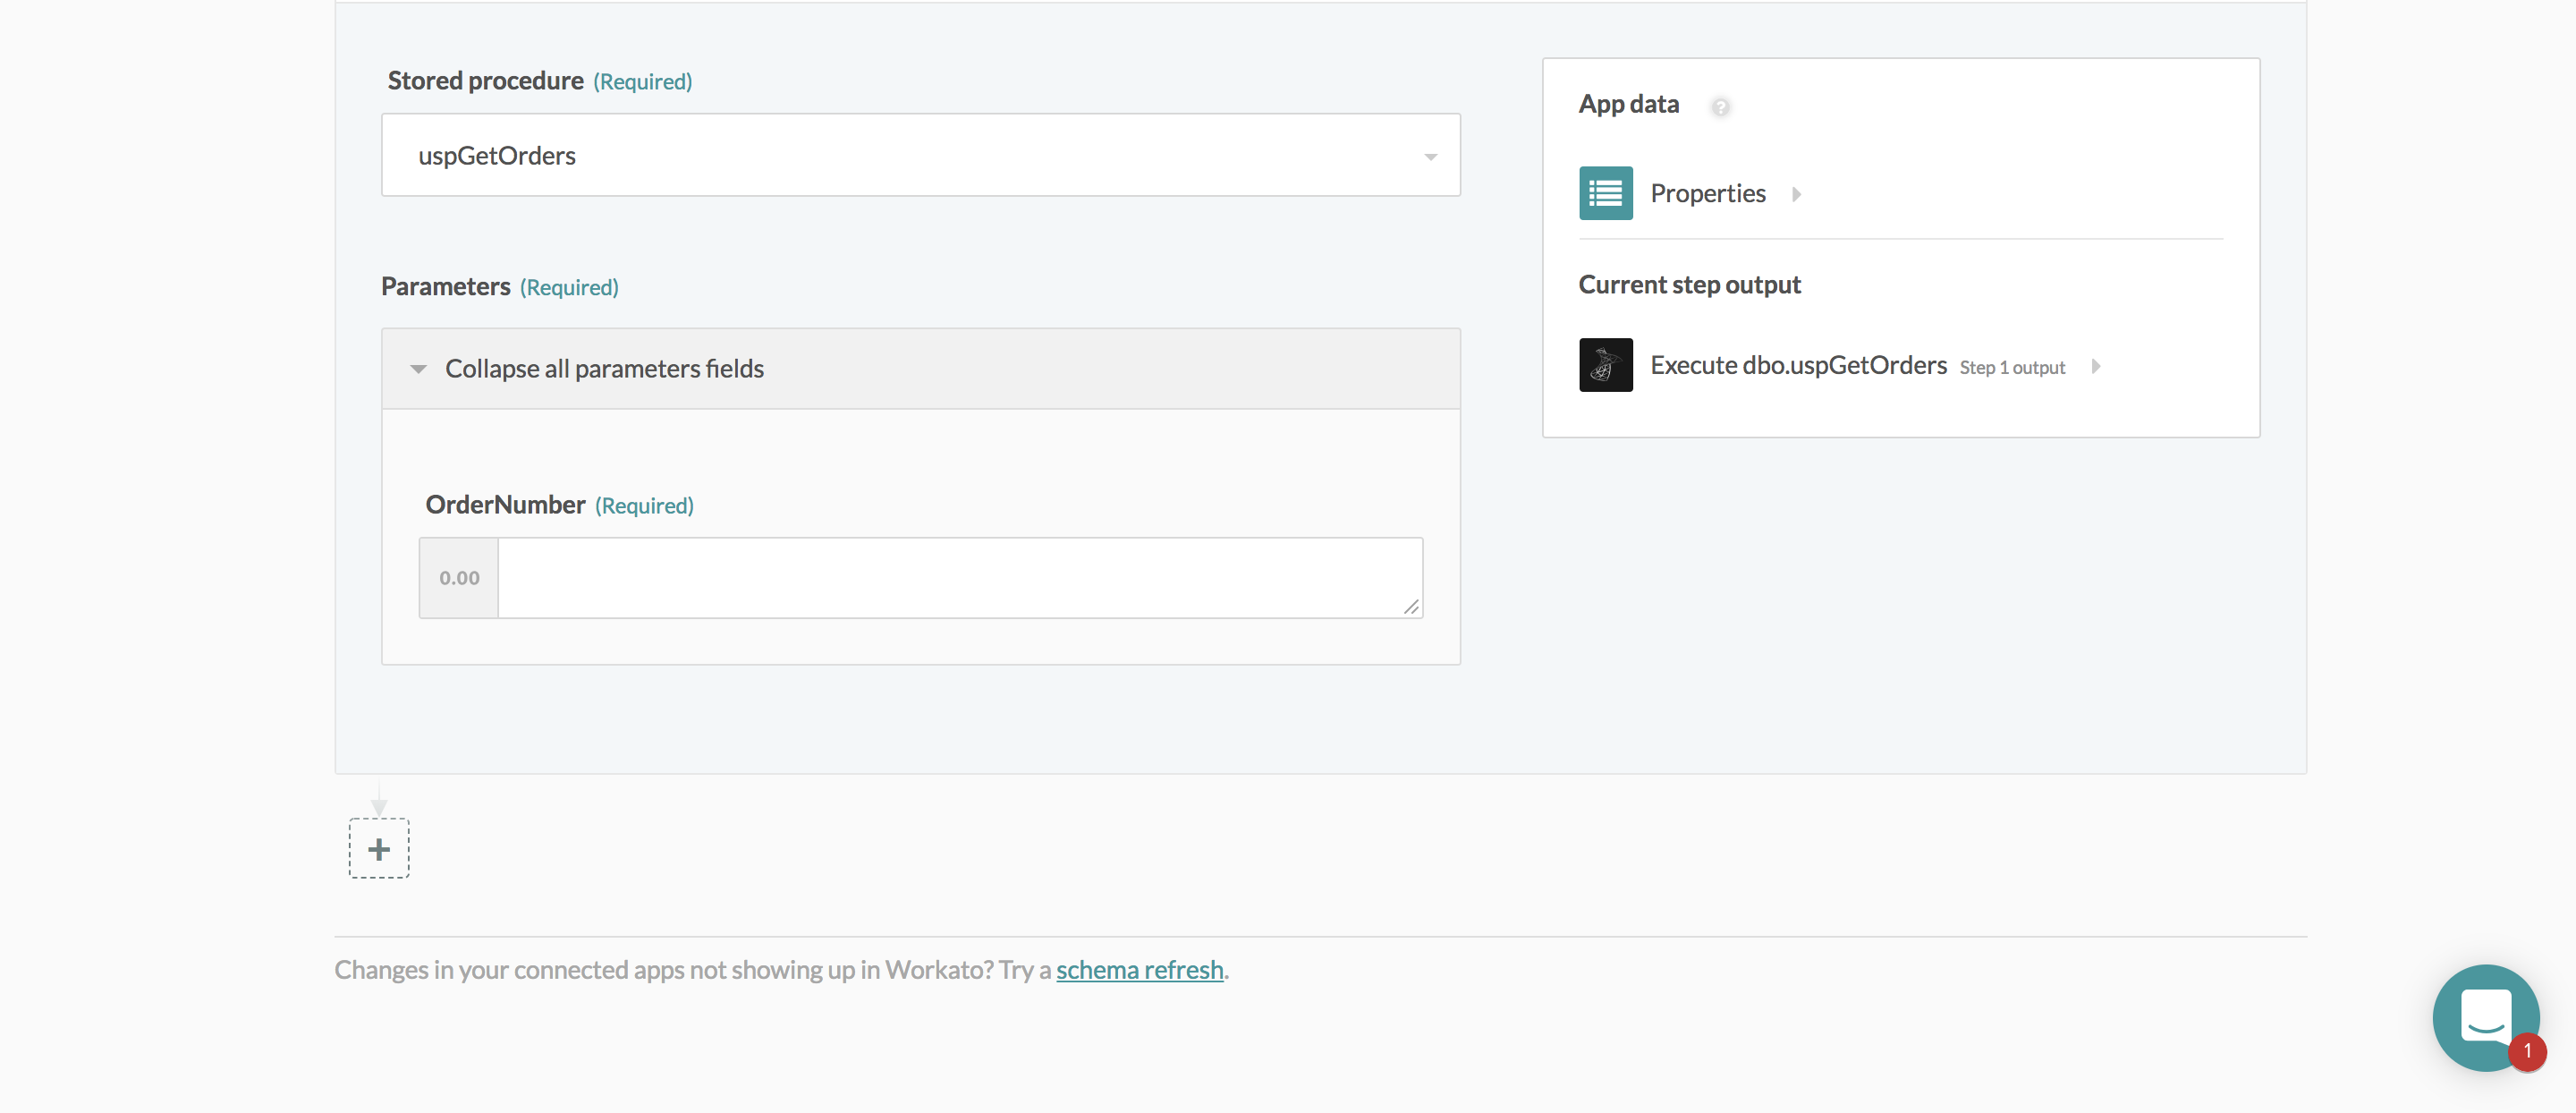 Stored procedure (Required)
uspGetOrders
Parameters (Required)
Collapse all parameters fields
OrderNumber (Required)
0.00
App data ?
Properties
Current step output
Execute dbo.uspGetOrders Step 1 output
+
Changes in your connected apps not showing up in Workato? Try a schema refresh.
1